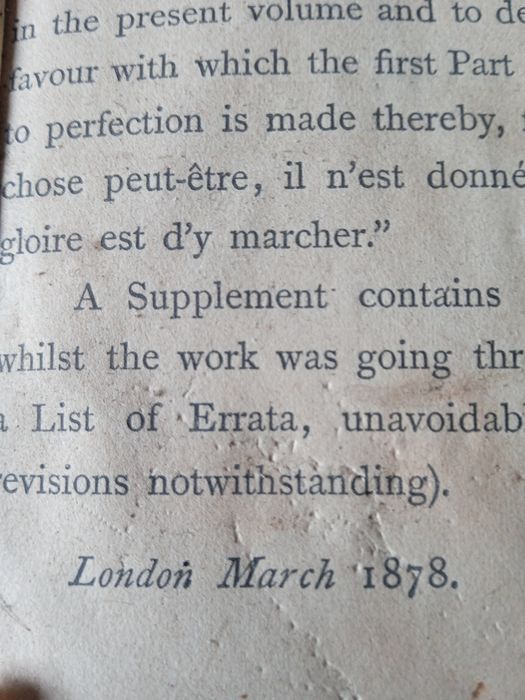 in the present volume and to de
favour with which the first Part
to perfection is made thereby,
chose peut-être, il n'est donné
gloire est d'y marcher."
A Supplement contains
whilst the work was going thr
a List of Errata, unavoidab
evisions notwithstanding).
London March 1878.